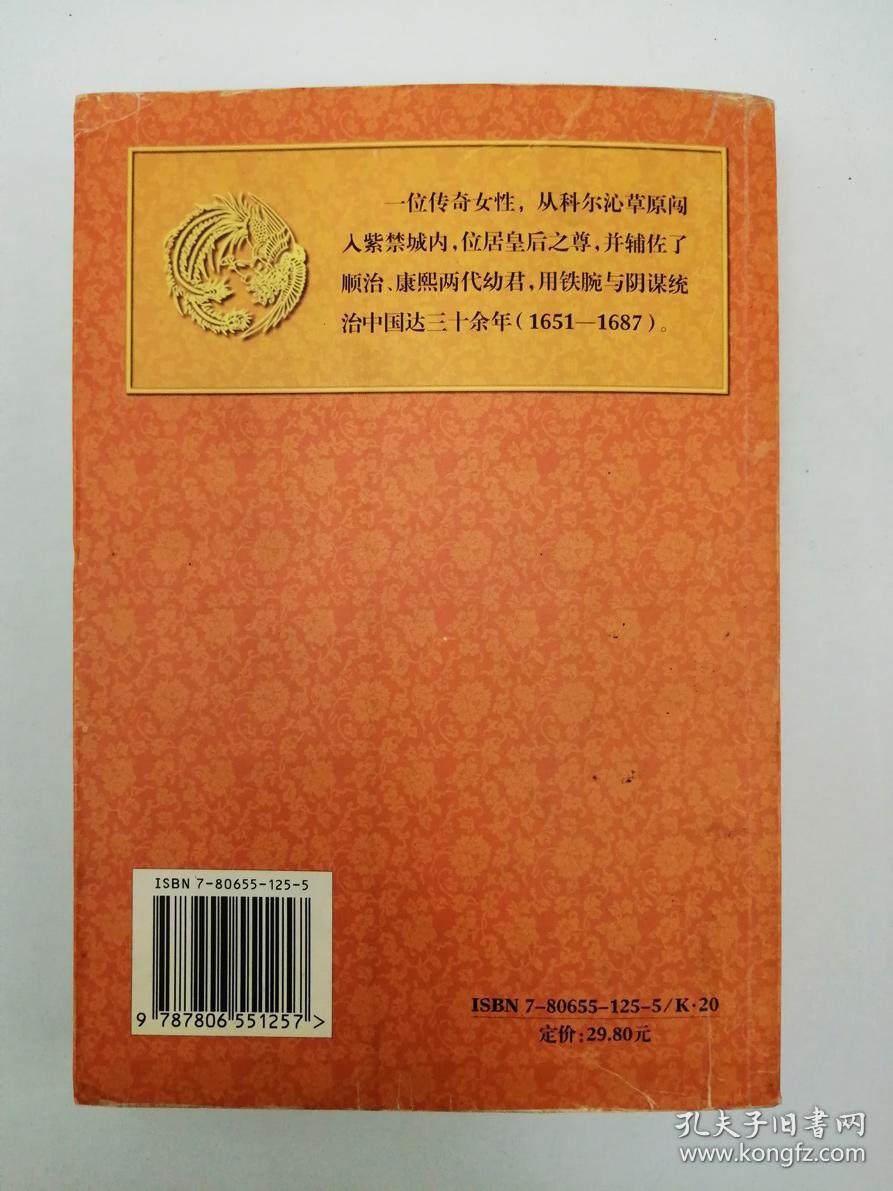 一位传奇女性，从科尔沁草原闯
入紫禁城内，位居皇后之尊，并辅佐了
顺治、康熙两代幼君，用铁腕与阴谋统
治中国达三十余年（1651—1687）。
ISBN 7-80655-125-5
9 787806 551257 >
ISBN 7-80655-125-5/K·20
定价：29.80元
孔夫子旧书网
www.kongfz.com